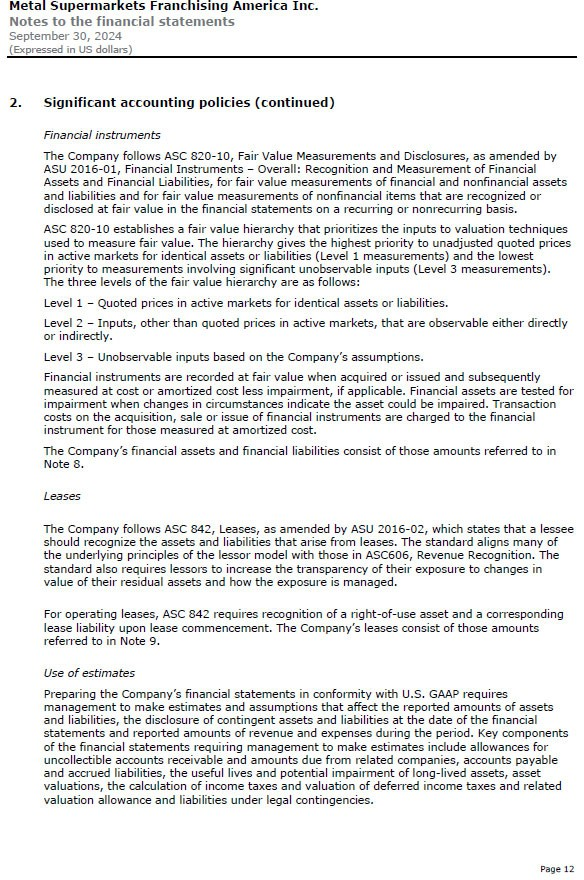 Metal Supermarkets Franchising America Inc.
Notes to the financial statements
September 30, 2024
(Expressed in US dollars)
2. Significant accounting policies (continued)
Financial instruments
The Company follows ASC 820-10, Fair Value Measurements and Disclosures, as amended by
ASU 2016-01, Financial Instruments – Overall: Recognition and Measurement of Financial
Assets and Financial Liabilities, for fair value measurements of financial and nonfinancial assets
and liabilities and for fair value measurements of nonfinancial items that are recognized or
disclosed at fair value in the financial statements on a recurring or nonrecurring basis.
ASC 820-10 establishes a fair value hierarchy that prioritizes the inputs to valuation techniques
used to measure fair value. The hierarchy gives the highest priority to unadjusted quoted prices
in active markets for identical assets or liabilities (Level 1 measurements) and the lowest
priority to measurements involving significant unobservable inputs (Level 3 measurements).
The three levels of the fair value hierarchy are as follows:
Level 1 – Quoted prices in active markets for identical assets or liabilities.
Level 2 – Inputs, other than quoted prices in active markets, that are observable either directly
or indirectly.
Level 3 – Unobservable inputs based on the Company's assumptions.
Financial instruments are recorded at fair value when acquired or issued and subsequently
measured at cost or amortized cost less impairment, if applicable. Financial assets are tested for
impairment when changes in circumstances indicate the asset could be impaired. Transaction
costs on the acquisition, sale or issue of financial instruments are charged to the financial
instrument for those measured at amortized cost.
The Company's financial assets and financial liabilities consist of those amounts referred to in
Note 8.
Leases
The Company follows ASC 842, Leases, as amended by ASU 2016-02, which states that a lessee
should recognize the assets and liabilities that arise from leases. The standard aligns many of
the underlying principles of the lessor model with those in ASC606, Revenue Recognition. The
standard also requires lessors to increase the transparency of their exposure to changes in
value of their residual assets and how the exposure is managed.
For operating leases, ASC 842 requires recognition of a right-of-use asset and a corresponding
lease liability upon lease commencement. The Company's leases consist of those amounts
referred to in Note 9.
Use of estimates
Preparing the Company's financial statements in conformity with U.S. GAAP requires
management to make estimates and assumptions that affect the reported amounts of assets
and liabilities, the disclosure of contingent assets and liabilities at the date of the financial
statements and reported amounts of revenue and expenses during the period. Key components
of the financial statements requiring management to make estimates include allowances for
uncollectible accounts receivable and amounts due from related companies, accounts payable
and accrued liabilities, the useful lives and potential impairment of long-lived assets, asset
valuations, the calculation of income taxes and valuation of deferred income taxes and related
valuation allowance and liabilities under legal contingencies.
Page 12